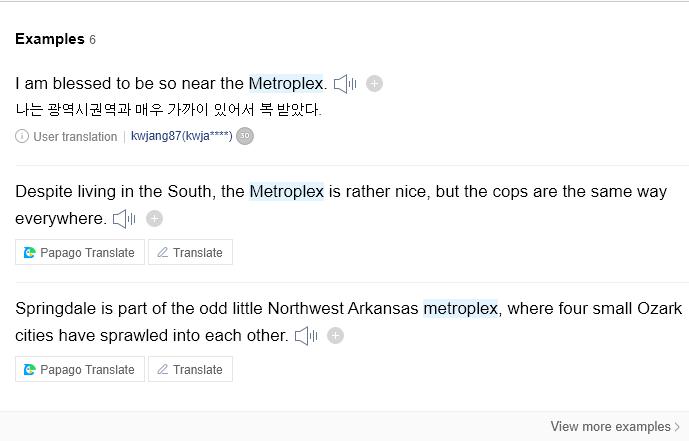 Examples 6
I am blessed to be so near the Metroplex.
나는 광역시권역과 매우 가까이 있어서 복 받았다.
User translation | kwjang87(kwja****) 30
Despite living in the South, the Metroplex is rather nice, but the cops are the same way
everywhere.
Papago Translate Translate
Springdale is part of the odd little Northwest Arkansas metroplex, where four small Ozark
cities have sprawled into each other.
Papago Translate Translate
View more examples